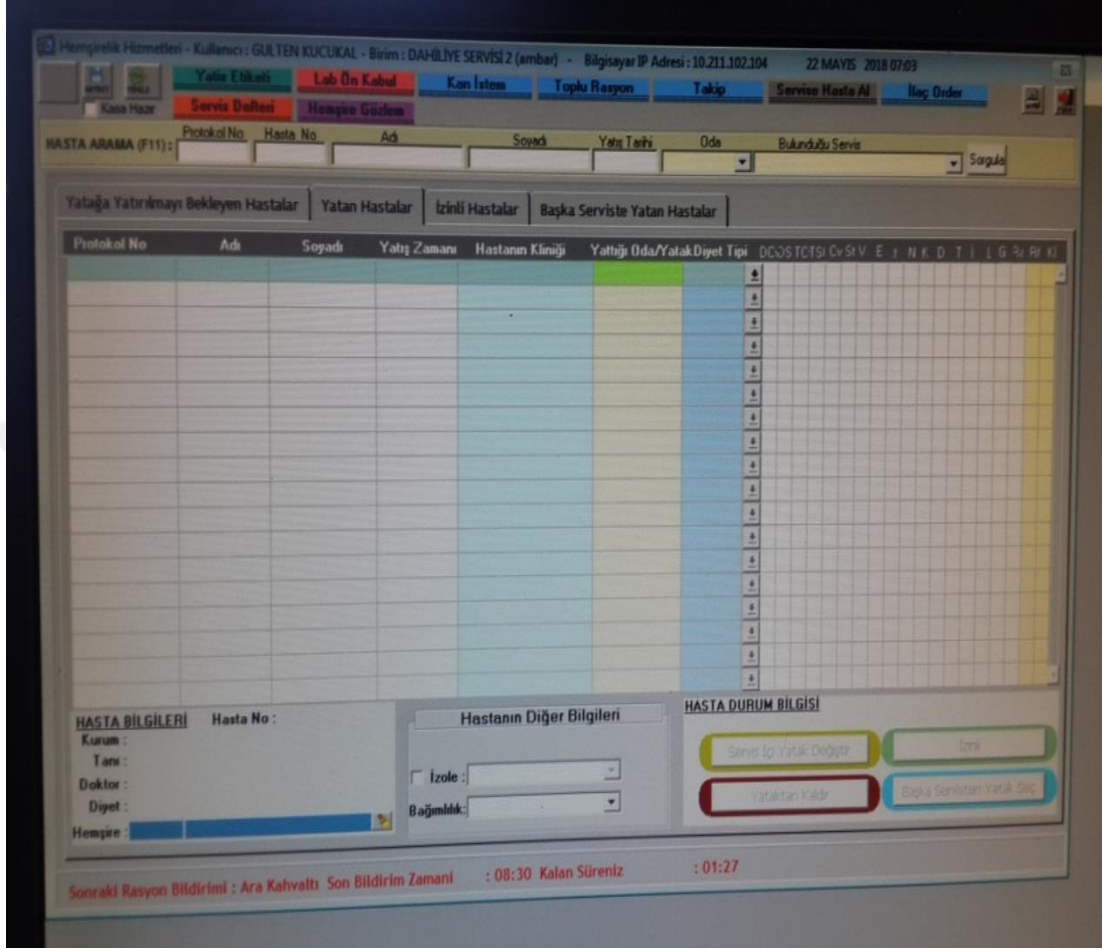 Hemşirelik Hizmetleri - Kullanıcı : GULTEN KUCUKAL - Birim : DAHİLİYE SERVİSİ 2 (ambar) - Bilgisayar IP Adresi : 10.211.102.104 22 MAYIS 2018 07:03
Yatis Etiketi Lab Ön Kabul Kan İstem Toplu Rasyon Takip Servise Hasta Al İlaç Order
Kasa Hazır Servis Defteri Hemşire Gözlem
Protokol No Hasta No Adı Soyadı Yatış Tarihi Oda Bulunduğu Servis
HASTA ARAMA (F11) : Sorgula
Yatağa Yatırılmayı Bekleyen Hastalar Yatan Hastalar İzinli Hastalar Başka Serviste Yatan Hastalar
Protokol No Adı Soyadı Yatış Zamanı Hastanın Kliniği Yattığı Oda/Yatak Diyet Tipi
HASTA BİLGİLERİ Hasta No : Hastanın Diğer Bilgileri HASTA DURUM BİLGİSİ
Kurum :
Servis İçi Yatak Değiştir İzinli
Tanı :
İzole :
Doktor :
Yataktan Kaldır Başka Servisten Yatak Seç
Diyet :
Bağımlılık:
Hemşire :
Sonraki Rasyon Bildirimi : Ara Kahvaltı Son Bildirim Zamani : 08:30 Kalan Süreniz : 01:27